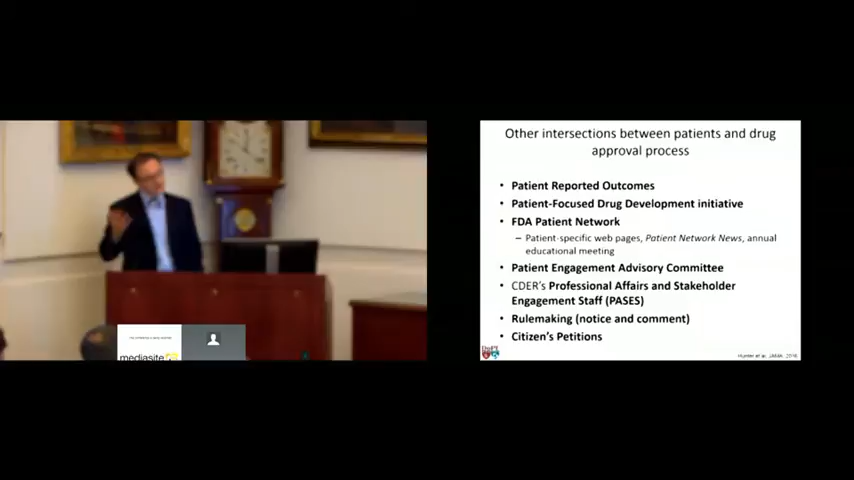 Other intersections between patients and drug
approval process
• Patient Reported Outcomes
• Patient-Focused Drug Development initiative
• FDA Patient Network
– Patient-specific web pages, Patient Network News, annual
educational meeting
• Patient Engagement Advisory Committee
• CDER's Professional Affairs and Stakeholder
Engagement Staff (PASES)
• Rulemaking (notice and comment)
• Citizen's Petitions
mediasite